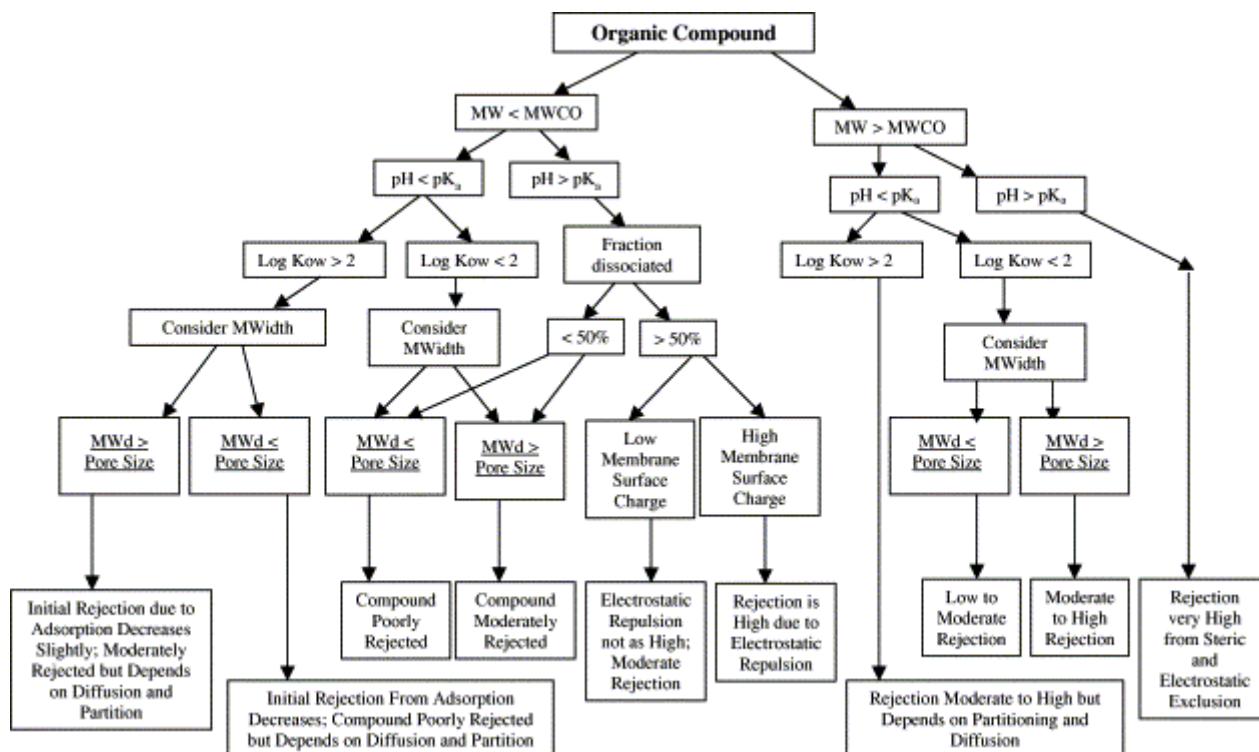 Organic Compound
MW < MWCO
MW > MWCO
pH < pKa
pH > pKa
pH < pKa
pH > pKa
Log Kow > 2
Log Kow < 2
Fraction
dissociated
Log Kow > 2
Log Kow < 2
Consider MWidth
Consider
MWidth
< 50%
> 50%
Consider
MWidth
MWd >
Pore Size
MWd <
Pore Size
MWd <
Pore Size
MWd >
Pore Size
Low
Membrane
Surface
Charge
High
Membrane
Surface
Charge
MWd <
Pore Size
MWd >
Pore Size
Initial Rejection due to
Adsorption Decreases
Slightly; Moderately
Rejected but Depends
on Diffusion and
Partition
Initial Rejection From Adsorption
Decreases; Compound Poorly Rejected
but Depends on Diffusion and Partition
Compound
Poorly
Rejected
Compound
Moderately
Rejected
Electrostatic
Repulsion
not as High;
Moderate
Rejection
Rejection is
High due to
Electrostatic
Repulsion
Rejection Moderate to High but
Depends on Partitioning and
Diffusion
Low to
Moderate
Rejection
Moderate
to High
Rejection
Rejection
very High
from Steric
and
Electrostatic
Exclusion